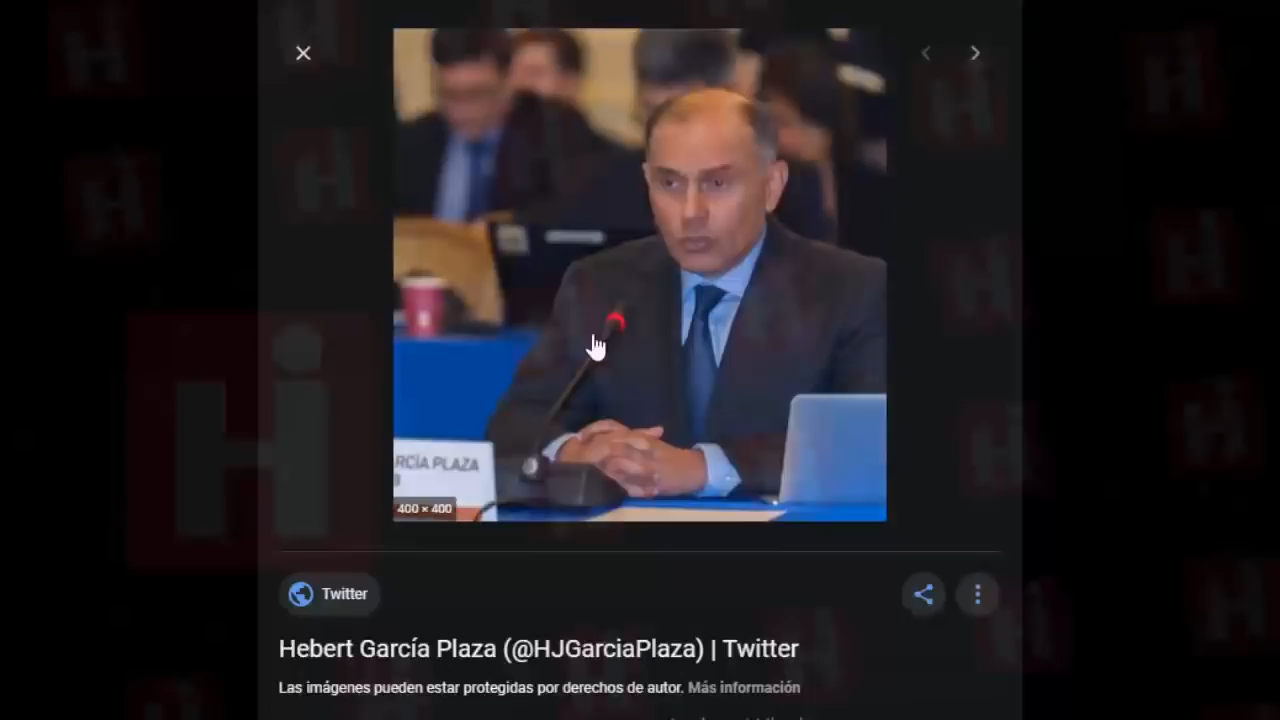 RCÍA PLAZA
400 × 400
Twitter
Hebert García Plaza (@HJGarciaPlaza) | Twitter
Las imágenes pueden estar protegidas por derechos de autor. Más información
Hi